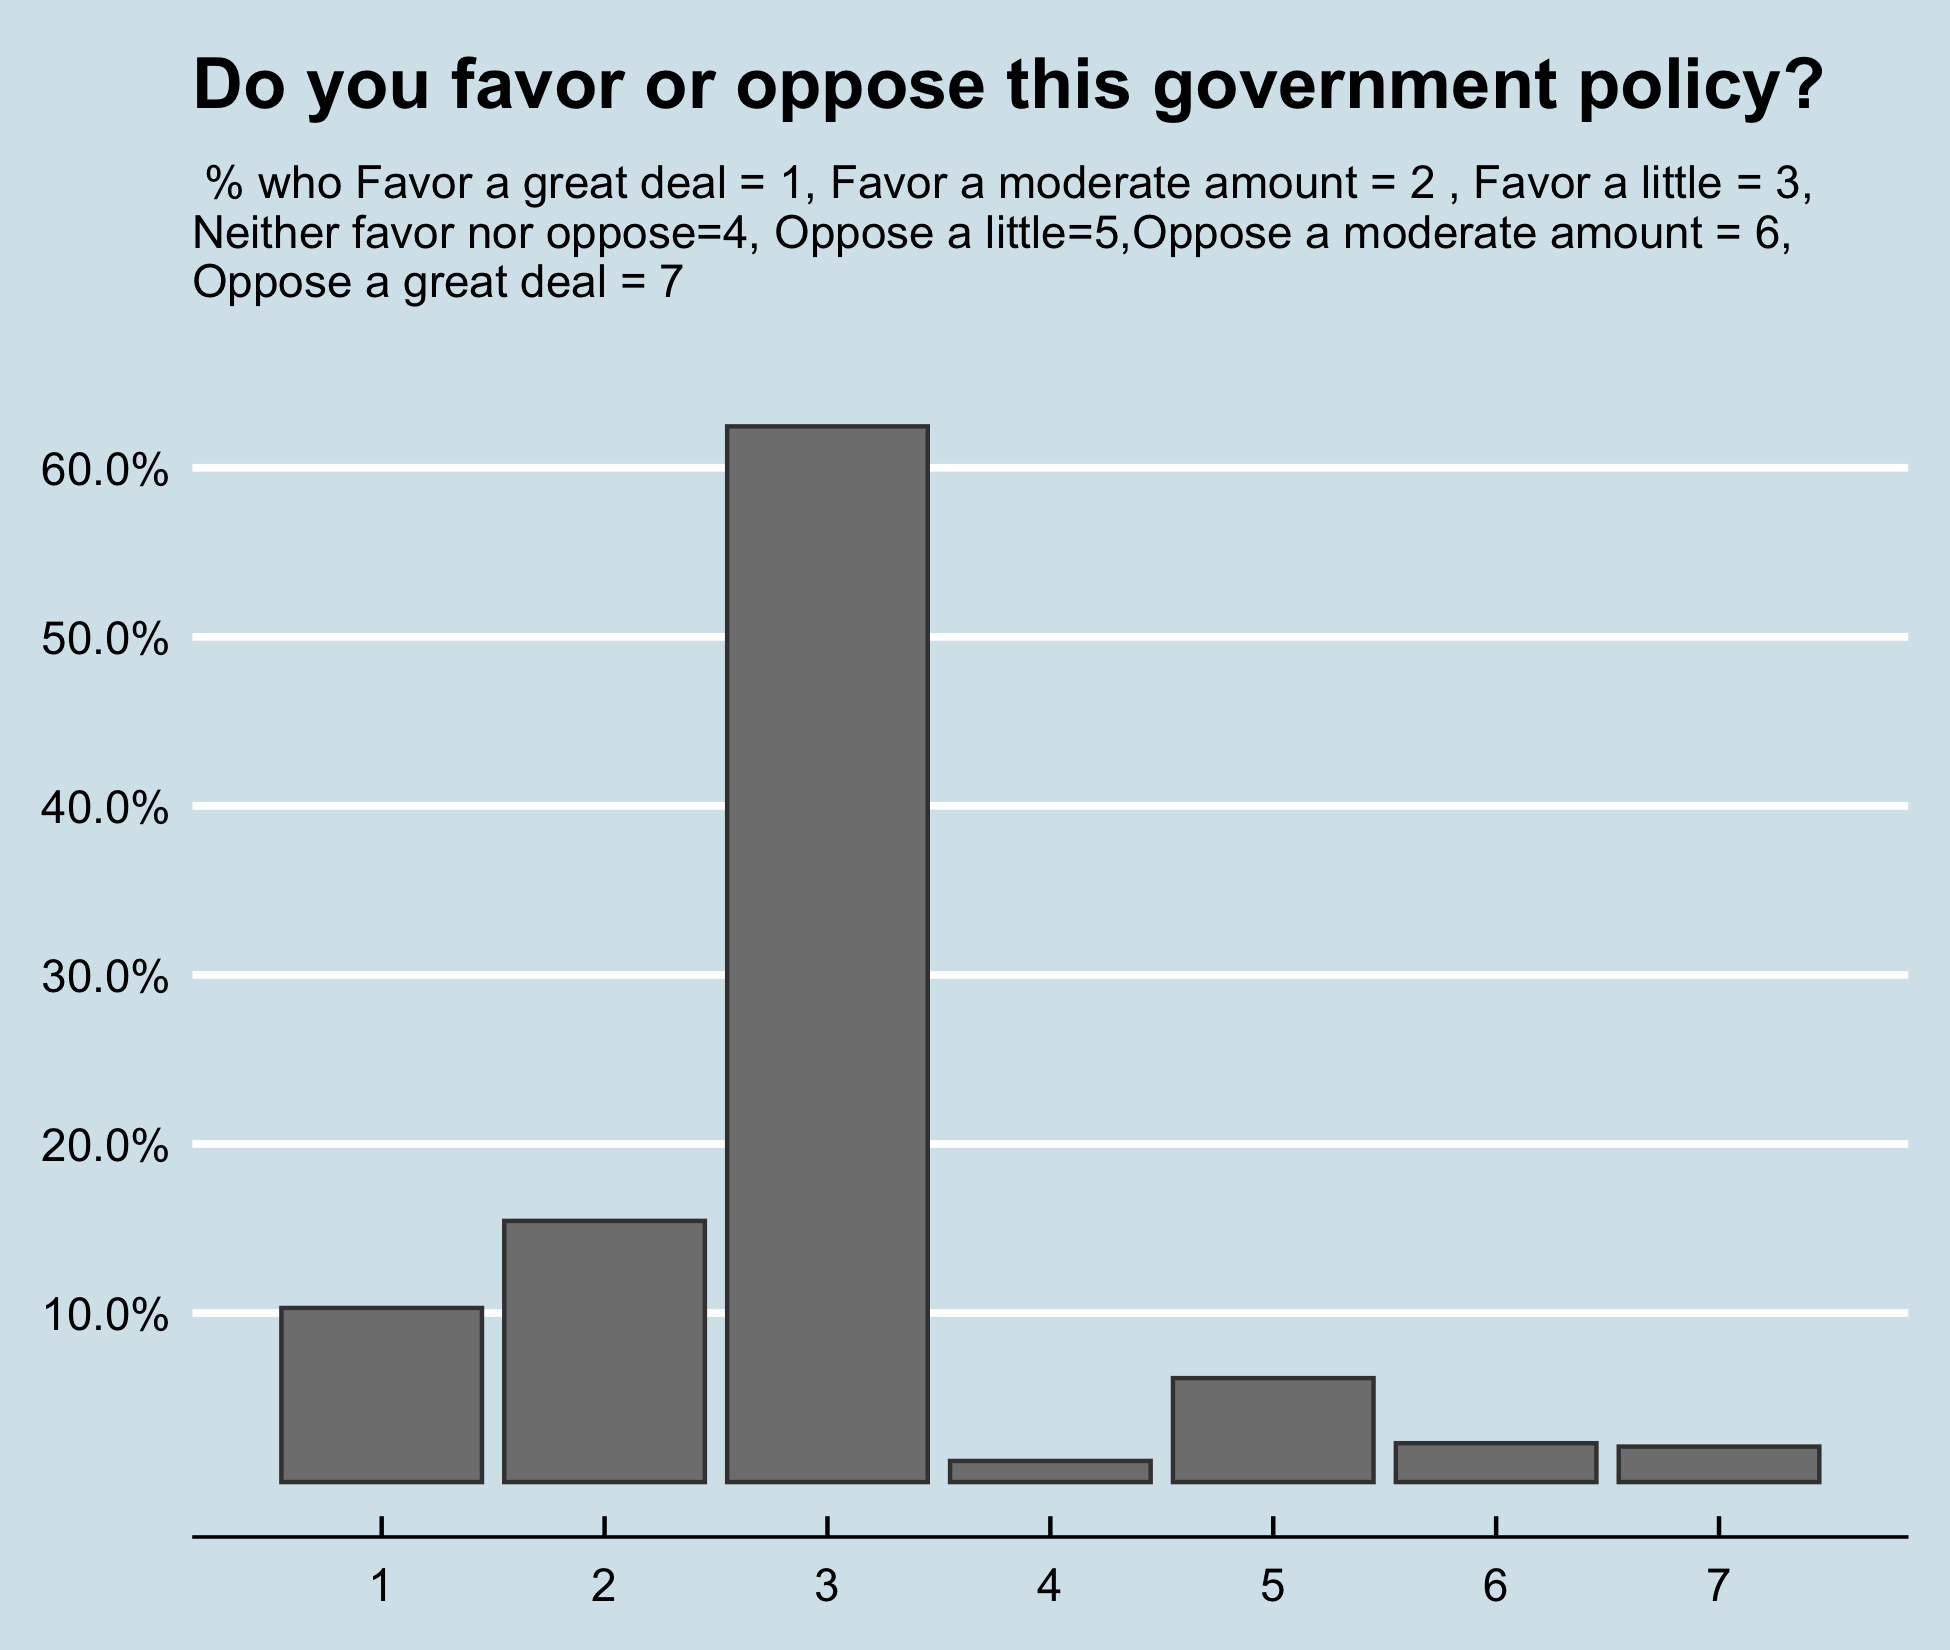 Do you favor or oppose this government policy?
% who Favor a great deal = 1, Favor a moderate amount = 2 , Favor a little = 3,
Neither favor nor oppose=4, Oppose a little=5,Oppose a moderate amount = 6,
Oppose a great deal = 7
60.0%
50.0%
40.0%
30.0%
20.0%
10.0%
1 2 3 4 5 6 7